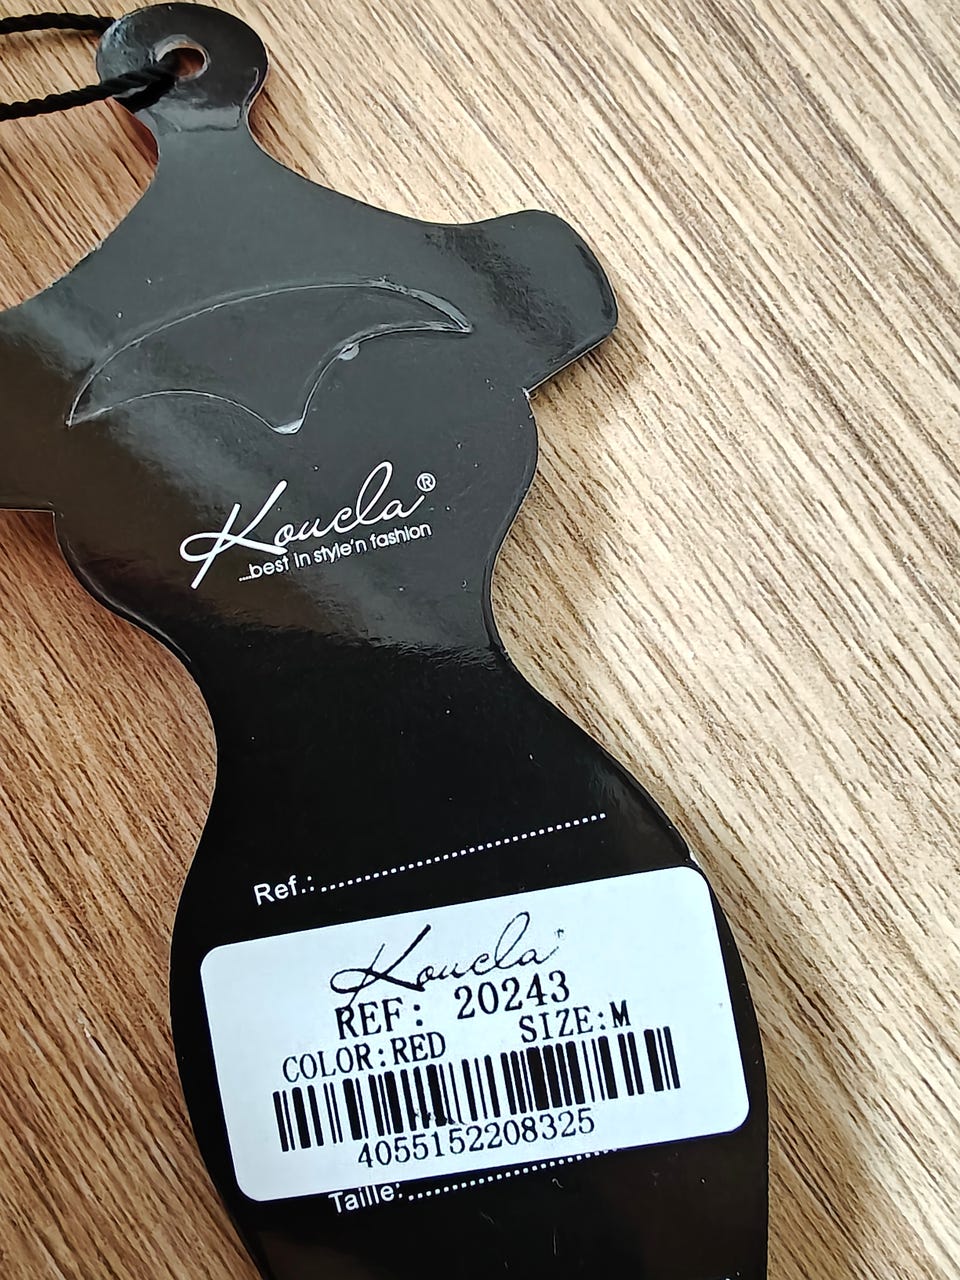 Koucla®
....best in style'n fashion
Ref.:
Koucla
REF: 20243
COLOR:RED SIZE:M
4055152208325
Taille: